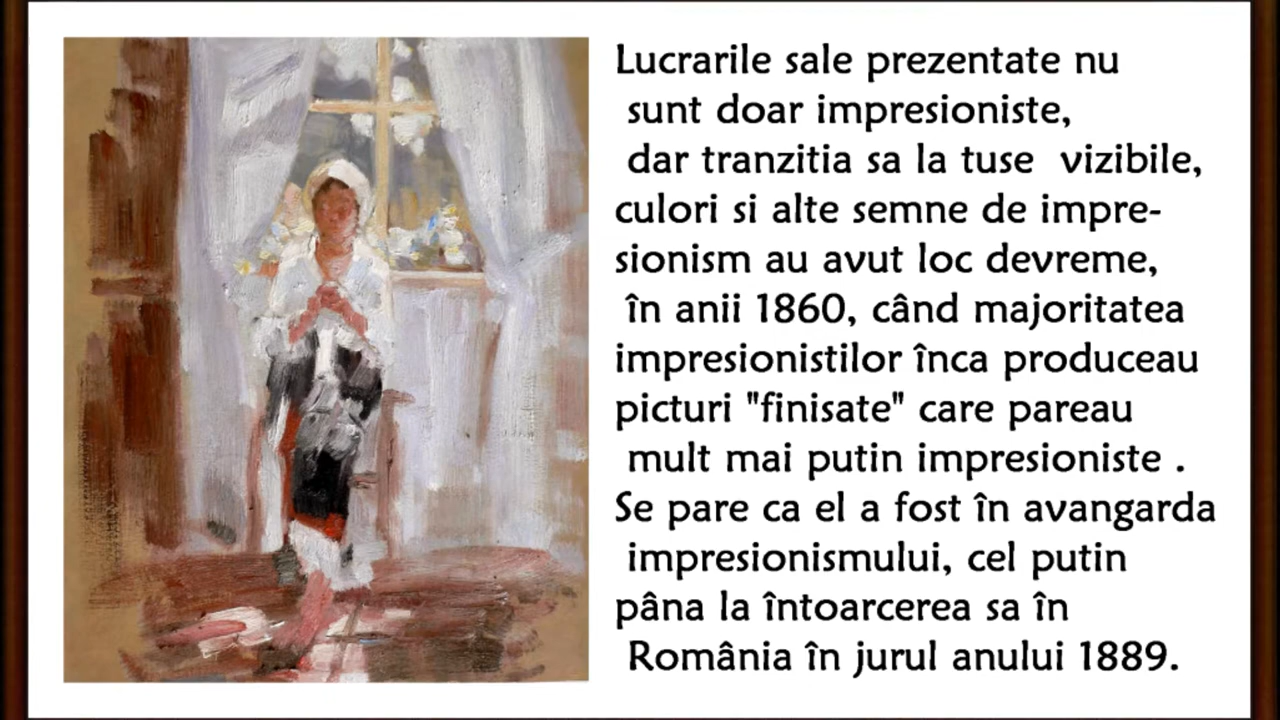 Lucrarile sale prezentate nu
sunt doar impresioniste,
dar tranzitia sa la tuse vizibile,
culori si alte semne de impre-
sionism au avut loc devreme,
în anii 1860, când majoritatea
impresionistilor înca produceau
picturi "finisate" care pareau
mult mai putin impresioniste .
Se pare ca el a fost în avangarda
impresionismului, cel putin
pâna la întoarcerea sa în
România în jurul anului 1889.